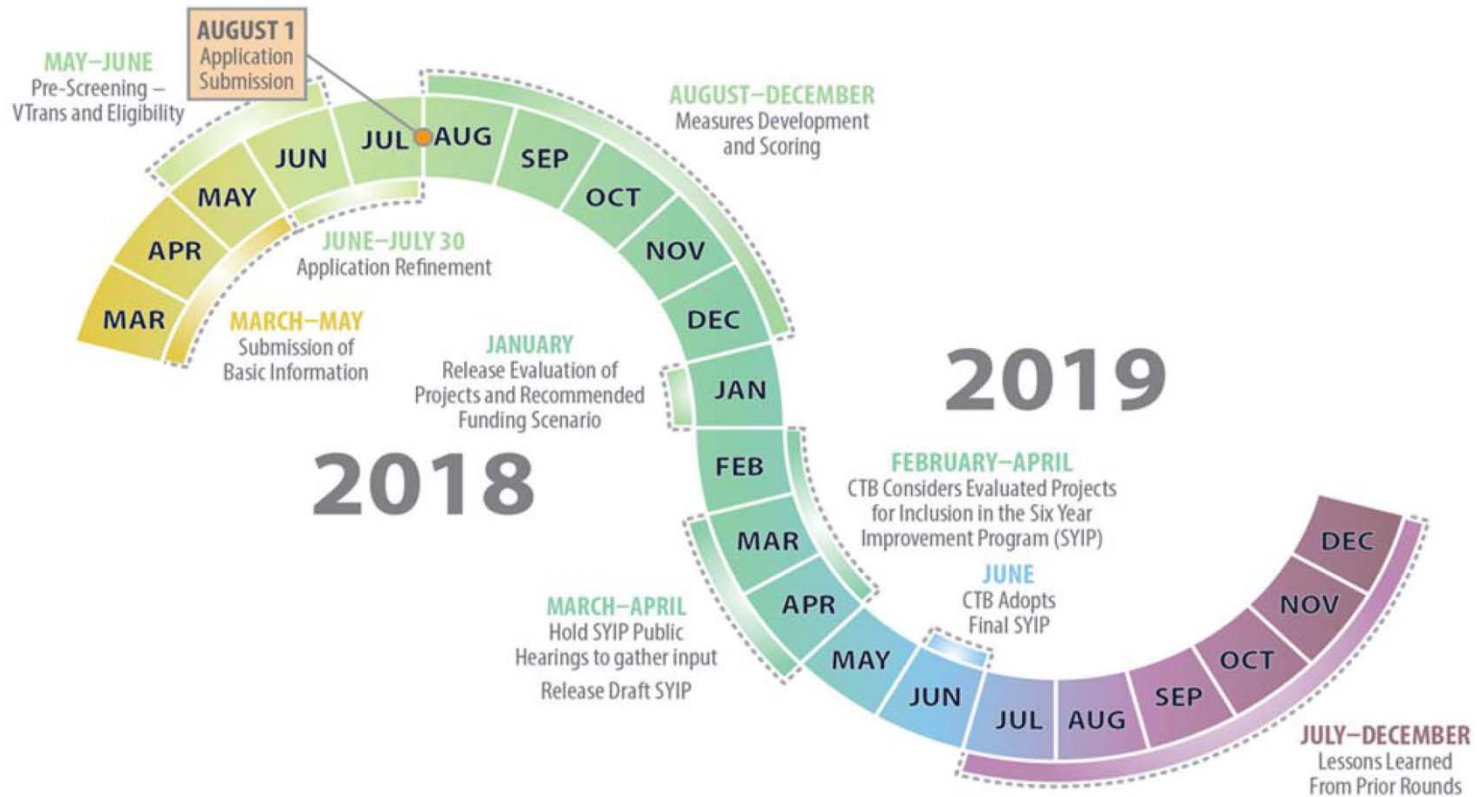 AUGUST 1
Application
Submission
MAY–JUNE
Pre-Screening –
VTrans and Eligibility
AUGUST–DECEMBER
Measures Development
and Scoring
MAR
APR
MAY
JUN
JUL
AUG
SEP
OCT
NOV
DEC
JUNE–JULY 30
Application Refinement
MARCH–MAY
Submission of
Basic Information
JANUARY
Release Evaluation of
Projects and Recommended
Funding Scenario
2018
2019
JAN
FEB
MAR
APR
MAY
JUN
JUL
AUG
SEP
OCT
NOV
DEC
FEBRUARY–APRIL
CTB Considers Evaluated Projects
for Inclusion in the Six Year
Improvement Program (SYIP)
MARCH–APRIL
Hold SYIP Public
Hearings to gather input
Release Draft SYIP
JUNE
CTB Adopts
Final SYIP
JULY–DECEMBER
Lessons Learned
From Prior Rounds